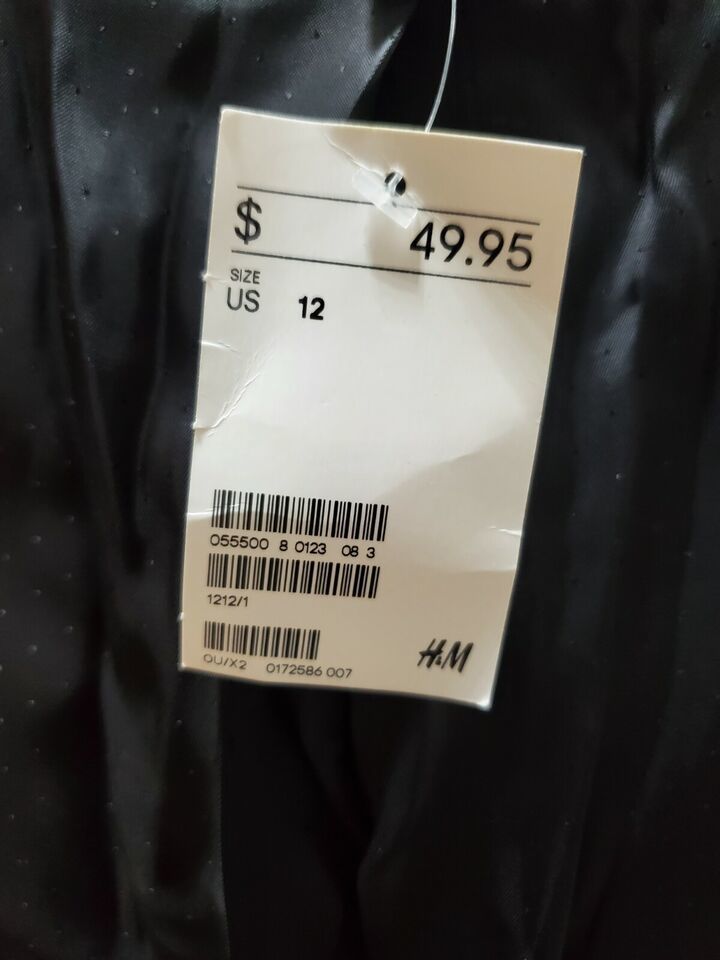 $ 49.95
SIZE
US 12
055500 8 0123 08 3
1212/1
OU/X2 0172586 007
H&M